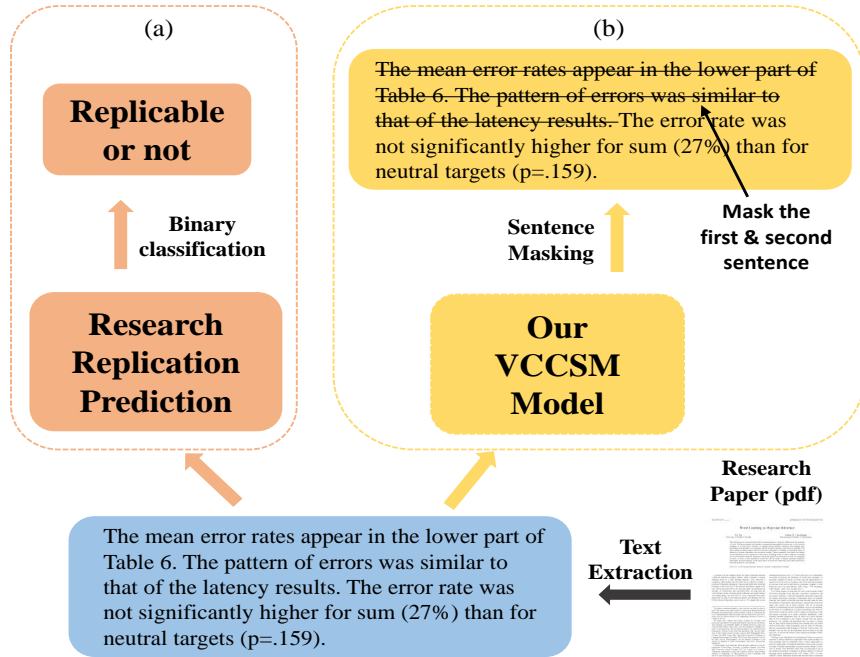 (a)
Replicable
or not
Binary
classification
Research
Replication
Prediction
(b)
The mean error rates appear in the lower part of
Table 6. The pattern of errors was similar to
that of the latency results. The error rate was
not significantly higher for sum (27%) than for
neutral targets (p=.159).
Mask the
first & second
sentence
Sentence
Masking
Our
VCCSM
Model
Research
Paper (pdf)
Text
Extraction
The mean error rates appear in the lower part of
Table 6. The pattern of errors was similar to
that of the latency results. The error rate was
not significantly higher for sum (27%) than for
neutral targets (p=.159).